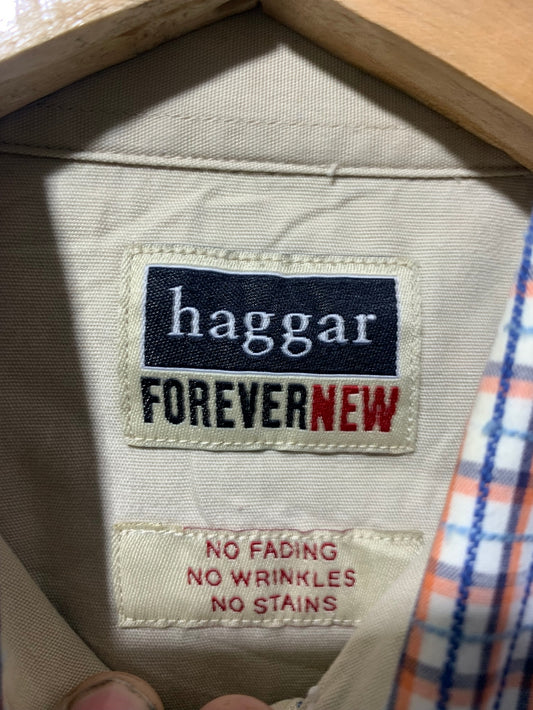 haggar
FOREVERNEW
NO FADING
NO WRINKLES
NO STAINS